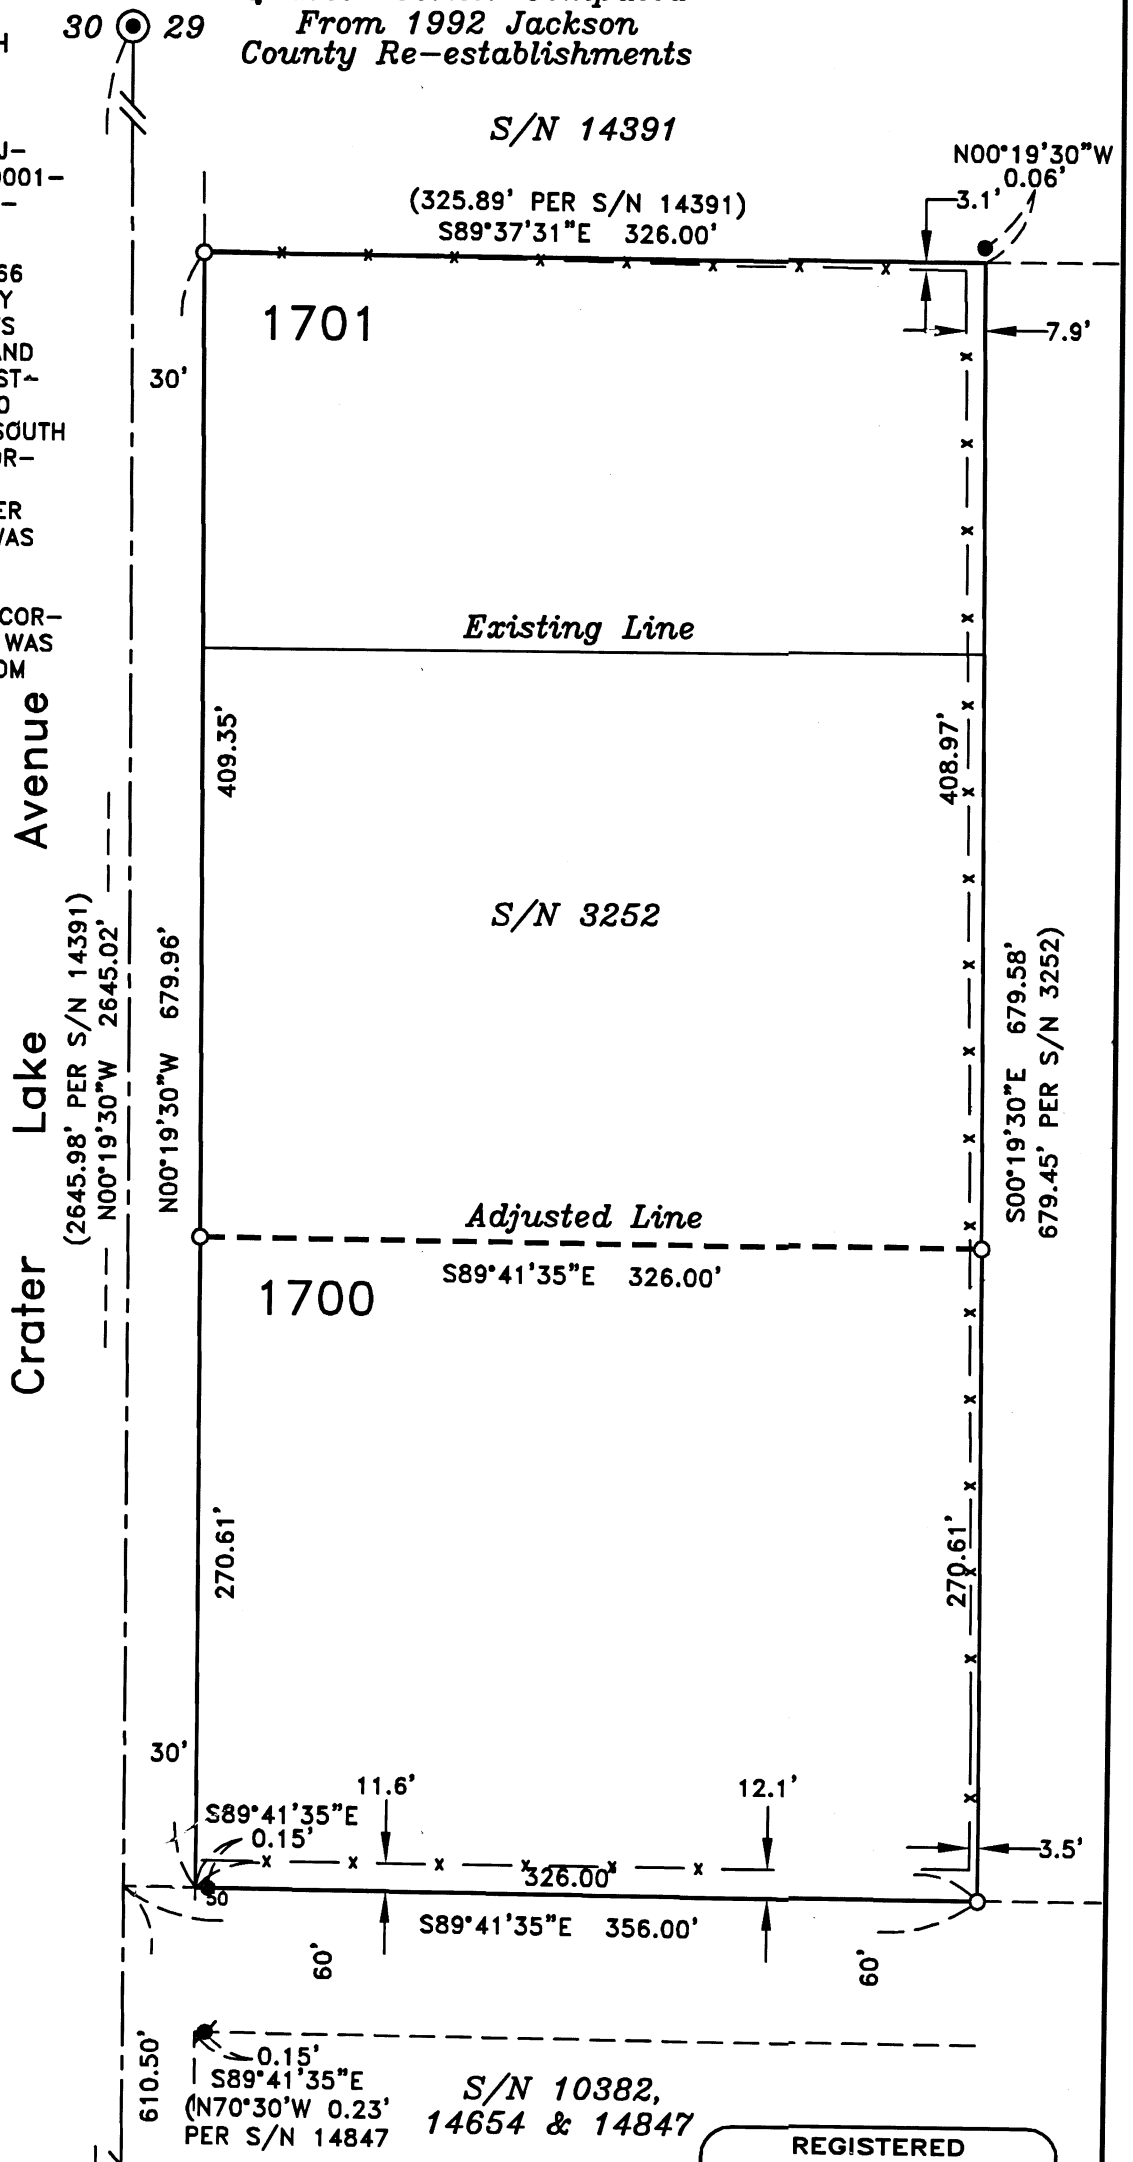 From 1992 Jackson
County Re-establishments
30 29
H
S/N 14391
J-
0001-
-
66
Y
S
AND
ST-
O
SOUTH
OR-
ER
WAS
COR-
WAS
OM
N00°19'30"W
0.06'
3.1'
(325.89' PER S/N 14391)
S89°37'31"E 326.00'
1701
7.9'
30'
Existing Line
409.35'
408.97'
S/N 3252
Crater Lake Avenue
(2645.98' PER S/N 14391)
N00°19'30"W 2645.02'
N00°19'30"W 679.96'
S00°19'30"E 679.58'
679.45' PER S/N 3252)
Adjusted Line
S89°41'35"E 326.00'
1700
270.61'
270.61'
30'
11.6'
12.1'
S89°41'35"E
0.15'
3.5'
326.00'
50
S89°41'35"E 356.00'
60'
60'
610.50'
0.15'
S89°41'35"E
(N70°30'W 0.23'
PER S/N 14847
S/N 10382,
14654 & 14847
REGISTERED